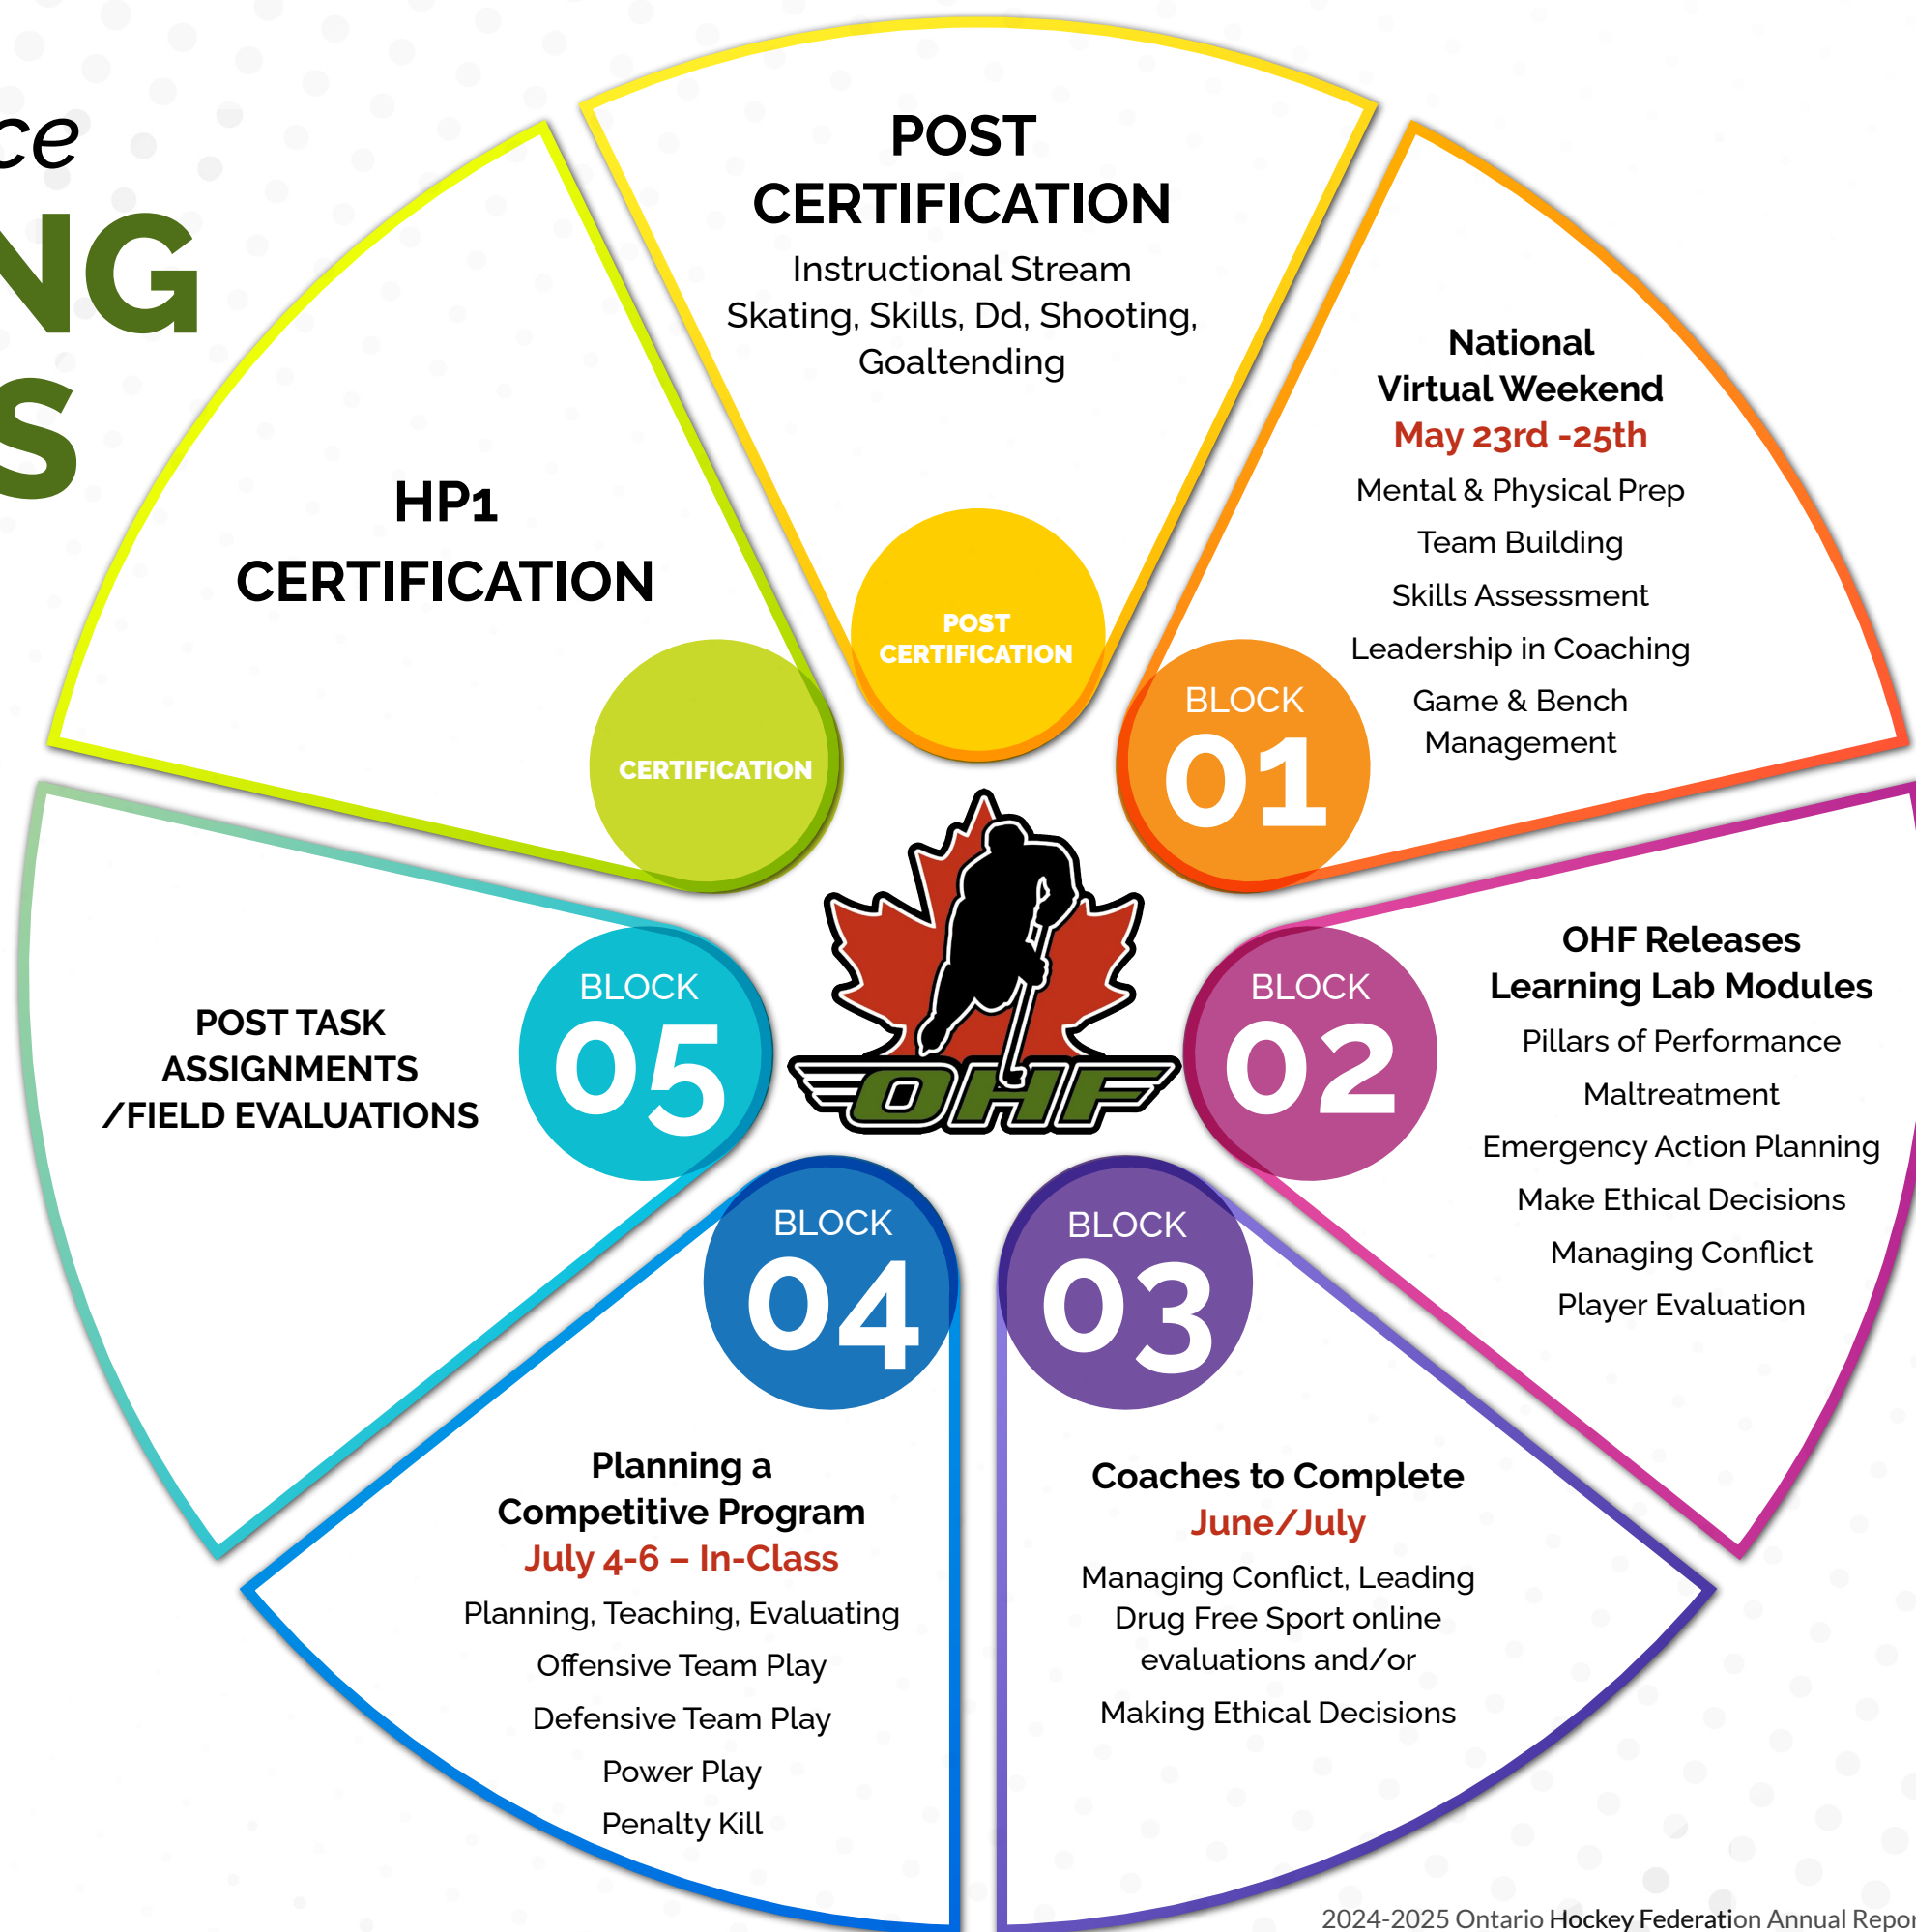 ce
NG
S
POST
CERTIFICATION
Instructional Stream
Skating, Skills, Dd, Shooting,
Goaltending
POST
CERTIFICATION
National
Virtual Weekend
May 23rd -25th
Mental & Physical Prep
Team Building
Skills Assessment
Leadership in Coaching
Game & Bench
Management
BLOCK
01
OHF Releases
Learning Lab Modules
Pillars of Performance
Maltreatment
Emergency Action Planning
Make Ethical Decisions
Managing Conflict
Player Evaluation
BLOCK
02
BLOCK
03
Coaches to Complete
June/July
Managing Conflict, Leading
Drug Free Sport online
evaluations and/or
Making Ethical Decisions
BLOCK
04
Planning a
Competitive Program
July 4-6 – In-Class
Planning, Teaching, Evaluating
Offensive Team Play
Defensive Team Play
Power Play
Penalty Kill
BLOCK
05
POST TASK
ASSIGNMENTS
/FIELD EVALUATIONS
HP1
CERTIFICATION
CERTIFICATION
OHF
2024-2025 Ontario Hockey Federation Annual Repor